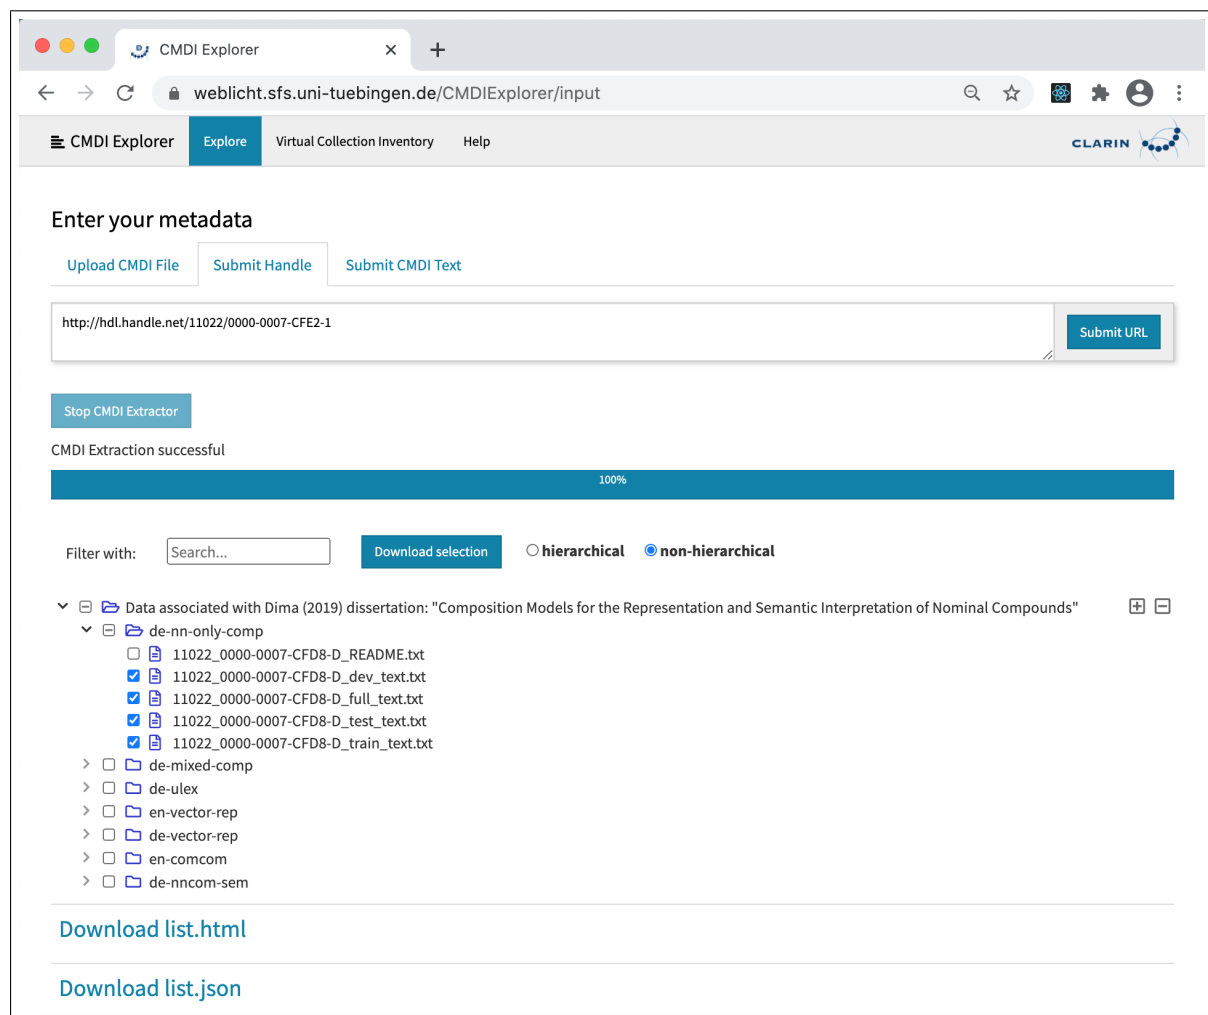 CMDI Explorer
weblicht.sfs.uni-tuebingen.de/CMDIExplorer/input
CMDI Explorer Explore Virtual Collection Inventory Help CLARIN
Enter your metadata
Upload CMDI File Submit Handle Submit CMDI Text
http://hdl.handle.net/11022/0000-0007-CFE2-1 Submit URL
Stop CMDI Extractor
CMDI Extraction successful
100%
Filter with: Search... Download selection hierarchical non-hierarchical
Data associated with Dima (2019) dissertation: "Composition Models for the Representation and Semantic Interpretation of Nominal Compounds"
de-nn-only-comp
11022_0000-0007-CFD8-D_README.txt
11022_0000-0007-CFD8-D_dev_text.txt
11022_0000-0007-CFD8-D_full_text.txt
11022_0000-0007-CFD8-D_test_text.txt
11022_0000-0007-CFD8-D_train_text.txt
de-mixed-comp
de-ulex
en-vector-rep
de-vector-rep
en-comcom
de-nncom-sem
Download list.html
Download list.json